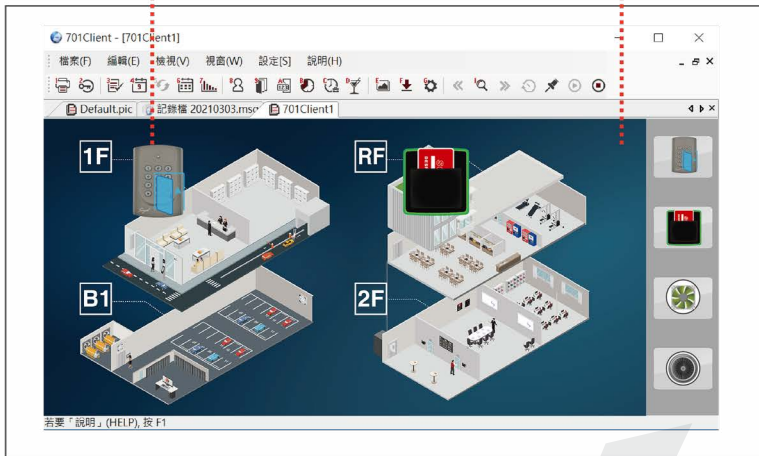 701Client - [701Client1]
檔案(F) 編輯(E) 檢視(V) 視窗(W) 設定[S] 說明(H)
Default.pic 記錄檔 20210303.msg 701Client1
1F
RF
B1
2F
若要「說明」(HELP), 按 F1